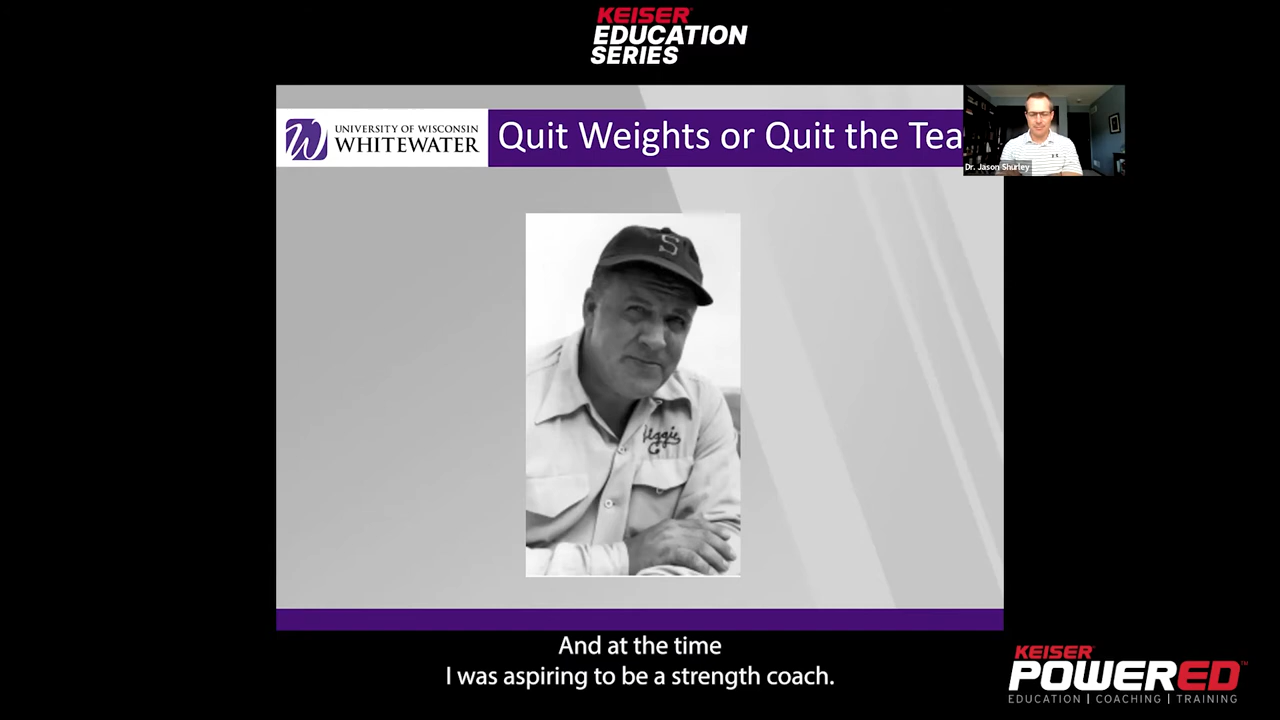 KEISER
EDUCATION
SERIES
UNIVERSITY OF WISCONSIN
WHITEWATER
Quit Weights or Quit the Tea
Dr. Jason Shurley
S
And at the time
I was aspiring to be a strength coach.
KEISER
POWERED™
EDUCATION | COACHING | TRAINING